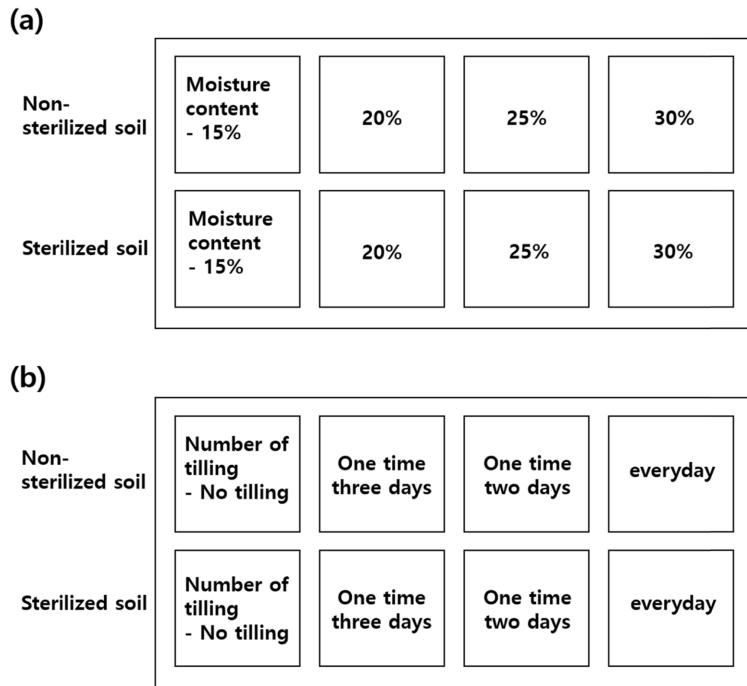 (a)
Non-
sterilized soil
Moisture
content
- 15%
20%
25%
30%
Sterilized soil
Moisture
content
- 15%
20%
25%
30%
(b)
Non-
sterilized soil
Number of
tilling
- No tilling
One time
three days
One time
two days
everyday
Sterilized soil
Number of
tilling
- No tilling
One time
three days
One time
two days
everyday